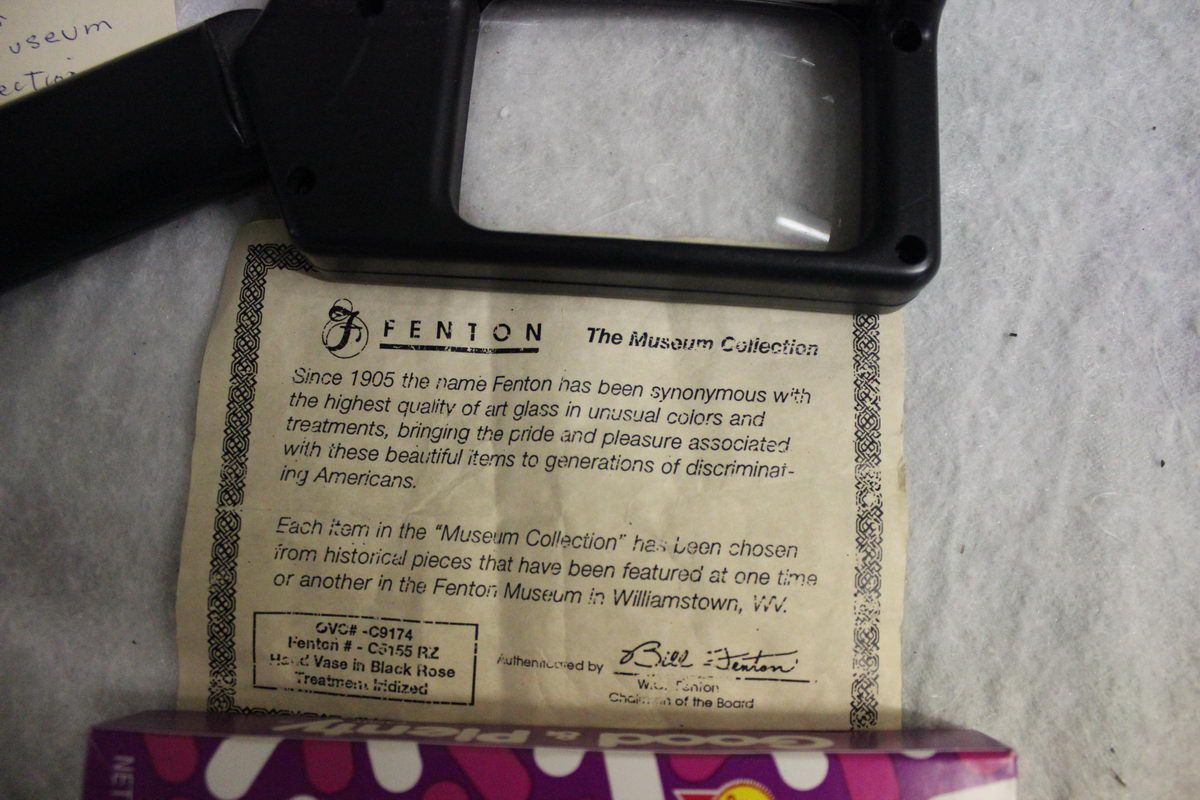 useum
FENTON The Museum Collection
Since 1905 the name Fenton has been synonymous with
the highest quality of art glass in unusual colors and
treatments, bringing the pride and pleasure associated
with these beautiful items to generations of discriminat-
ing Americans.
Each item in the "Museum Collection" has been chosen
from historical pieces that have been featured at one time
or another in the Fenton Museum in Williamstown, WV.
QVC# -C9174
Fenton # - C5155 RZ
Hand Vase in Black Rose
Treatment Iridized
Authenticated by Bill Fenton
Fenton
Chairman of the Board
Good & Plenty
NET